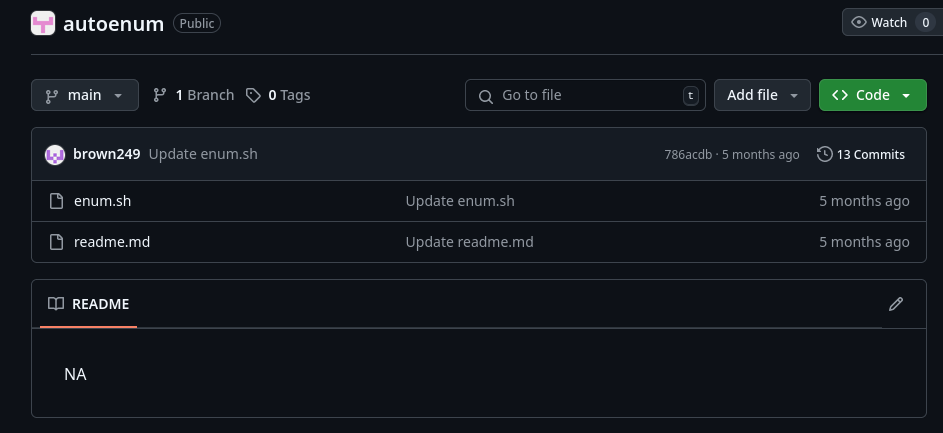 autoenum Public Watch 0
main 1 Branch 0 Tags Go to file t Add file Code
brown249 Update enum.sh 786acdb · 5 months ago 13 Commits
enum.sh Update enum.sh 5 months ago
readme.md Update readme.md 5 months ago
README
NA